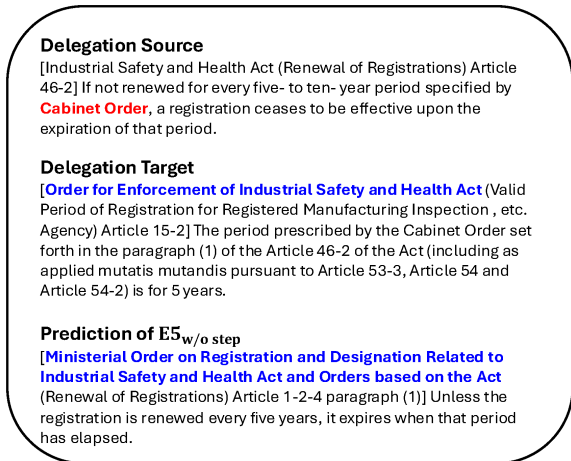 Delegation Source
[Industrial Safety and Health Act (Renewal of Registrations) Article
46-2] If not renewed for every five- to ten- year period specified by
Cabinet Order, a registration ceases to be effective upon the
expiration of that period.
Delegation Target
[Order for Enforcement of Industrial Safety and Health Act (Valid
Period of Registration for Registered Manufacturing Inspection , etc.
Agency) Article 15-2] The period prescribed by the Cabinet Order set
forth in the paragraph (1) of the Article 46-2 of the Act (including as
applied mutatis mutandis pursuant to Article 53-3, Article 54 and
Article 54-2) is for 5 years.
Prediction of E5w/o step
[Ministerial Order on Registration and Designation Related to
Industrial Safety and Health Act and Orders based on the Act
(Renewal of Registrations) Article 1-2-4 paragraph (1)] Unless the
registration is renewed every five years, it expires when that period
has elapsed.